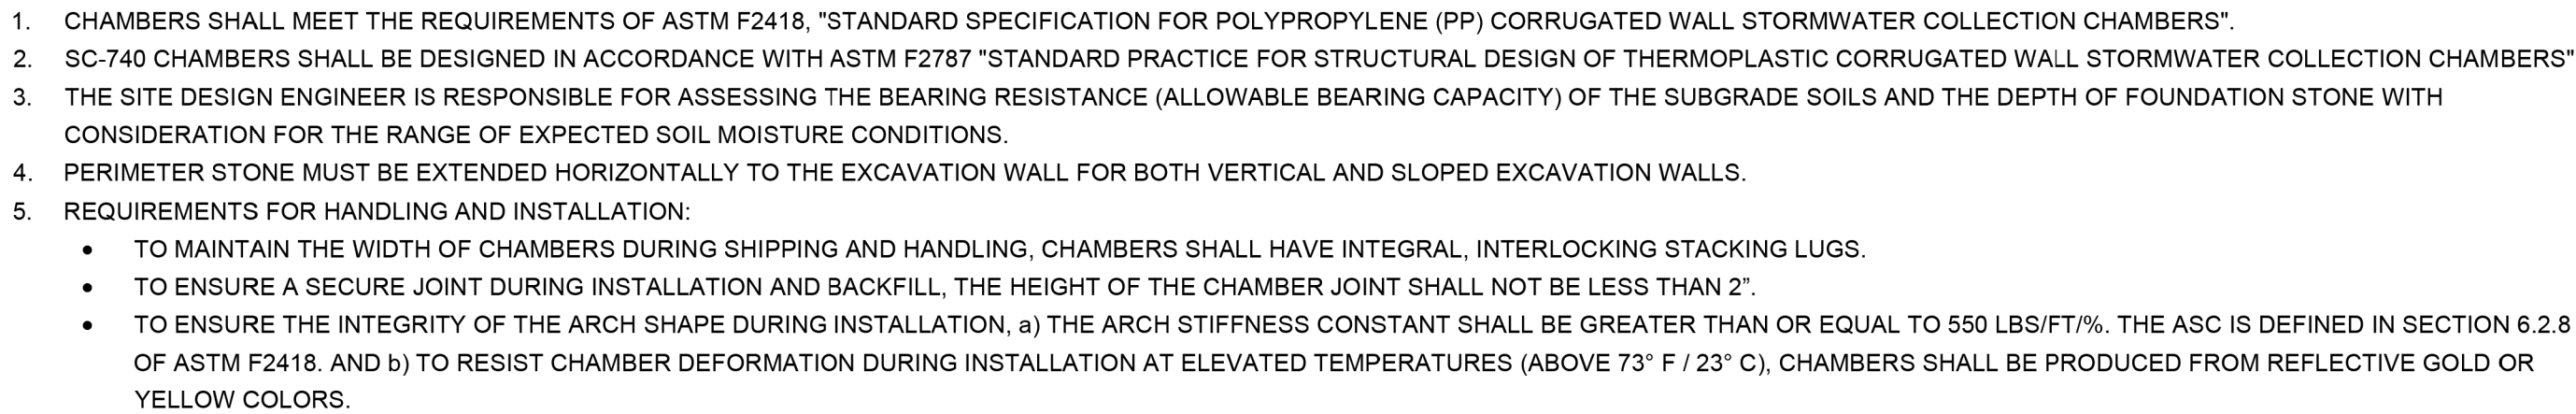 1. CHAMBERS SHALL MEET THE REQUIREMENTS OF ASTM F2418, "STANDARD SPECIFICATION FOR POLYPROPYLENE (PP) CORRUGATED WALL STORMWATER COLLECTION CHAMBERS".
2. SC-740 CHAMBERS SHALL BE DESIGNED IN ACCORDANCE WITH ASTM F2787 "STANDARD PRACTICE FOR STRUCTURAL DESIGN OF THERMOPLASTIC CORRUGATED WALL STORMWATER COLLECTION CHAMBERS"
3. THE SITE DESIGN ENGINEER IS RESPONSIBLE FOR ASSESSING THE BEARING RESISTANCE (ALLOWABLE BEARING CAPACITY) OF THE SUBGRADE SOILS AND THE DEPTH OF FOUNDATION STONE WITH
CONSIDERATION FOR THE RANGE OF EXPECTED SOIL MOISTURE CONDITIONS.
4. PERIMETER STONE MUST BE EXTENDED HORIZONTALLY TO THE EXCAVATION WALL FOR BOTH VERTICAL AND SLOPED EXCAVATION WALLS.
5. REQUIREMENTS FOR HANDLING AND INSTALLATION:
• TO MAINTAIN THE WIDTH OF CHAMBERS DURING SHIPPING AND HANDLING, CHAMBERS SHALL HAVE INTEGRAL, INTERLOCKING STACKING LUGS.
• TO ENSURE A SECURE JOINT DURING INSTALLATION AND BACKFILL, THE HEIGHT OF THE CHAMBER JOINT SHALL NOT BE LESS THAN 2”.
• TO ENSURE THE INTEGRITY OF THE ARCH SHAPE DURING INSTALLATION, a) THE ARCH STIFFNESS CONSTANT SHALL BE GREATER THAN OR EQUAL TO 550 LBS/FT/%. THE ASC IS DEFINED IN SECTION 6.2.8
OF ASTM F2418. AND b) TO RESIST CHAMBER DEFORMATION DURING INSTALLATION AT ELEVATED TEMPERATURES (ABOVE 73° F / 23° C), CHAMBERS SHALL BE PRODUCED FROM REFLECTIVE GOLD OR
YELLOW COLORS.